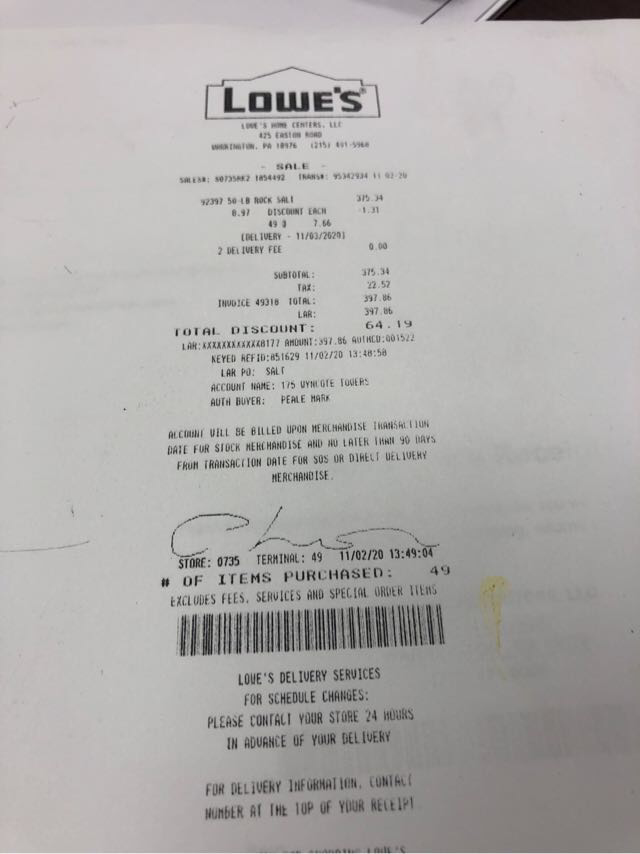 LOWE'S®
LOWE'S HOME CENTERS, LLC
425 EASTON ROAD
WARRINGTON, PA 18976 (215) 491-5968
- SALE -
TRANS#: 95342934 11-02-20
92397 50-LB ROCK SALT 375.34
8.97 DISCOUNT EACH -1.31
49 @ 7.66
[DELIVERY - 11/03/2020]
2 DELIVERY FEE 0.00
SUBTOTAL: 375.34
TAX: 22.52
INVOICE 49318 TOTAL: 397.86
LAR: 397.86
TOTAL DISCOUNT: 64.19
LAR:XXXXXXXXXXXX8177 AMOUNT:397.86 AUTHCD:001522
KEYED REFID:851629 11/02/20 13:48:58
LAR PO: SALT
ACCOUNT NAME: 175 WYNCOTE TOWERS
AUTH BUYER: PEALE MARK
ACCOUNT WILL BE BILLED UPON MERCHANDISE TRANSACTION
DATE FOR STOCK MERCHANDISE AND NO LATER THAN 90 DAYS
FROM TRANSACTION DATE FOR SOS OR DIRECT DELIVERY
MERCHANDISE.
STORE: 0735 TERMINAL: 49 11/02/20 13:49:04
# OF ITEMS PURCHASED: 49
EXCLUDES FEES, SERVICES AND SPECIAL ORDER ITEMS
LOWE'S DELIVERY SERVICES
FOR SCHEDULE CHANGES:
PLEASE CONTACT YOUR STORE 24 HOURS
IN ADVANCE OF YOUR DELIVERY
FOR DELIVERY INFORMATION, CONTACT
NUMBER AT THE TOP OF YOUR RECEIPT